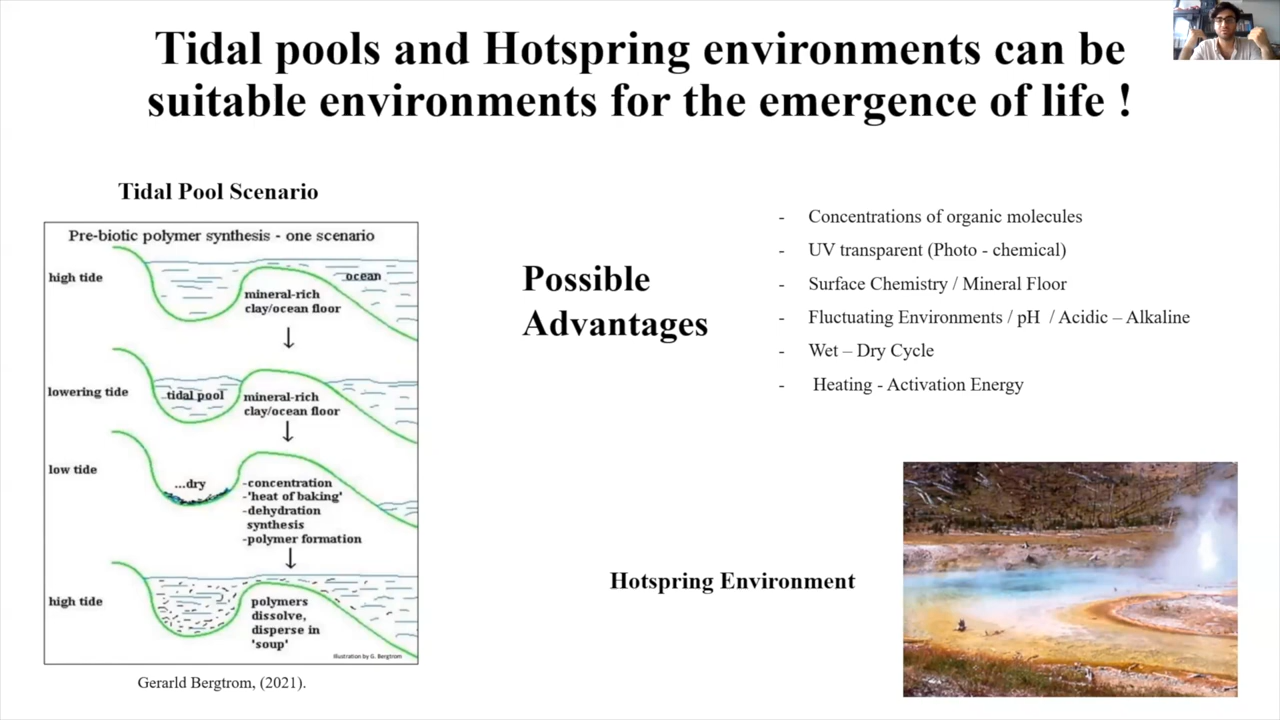 Tidal pools and Hotspring environments can be
suitable environments for the emergence of life !
Tidal Pool Scenario
Pre-biotic polymer synthesis - one scenario
high tide
ocean
mineral-rich
clay/ocean floor
lowering tide
tidal pool
mineral-rich
clay/ocean floor
low tide
...dry
-concentration
-'heat of baking'
-dehydration
synthesis
-polymer formation
high tide
polymers
dissolve,
disperse in
'soup'
Illustration by G. Bergtrom
Gerarld Bergtrom, (2021).
Possible
Advantages
- Concentrations of organic molecules
- UV transparent (Photo - chemical)
- Surface Chemistry / Mineral Floor
- Fluctuating Environments / pH / Acidic – Alkaline
- Wet – Dry Cycle
- Heating - Activation Energy
Hotspring Environment